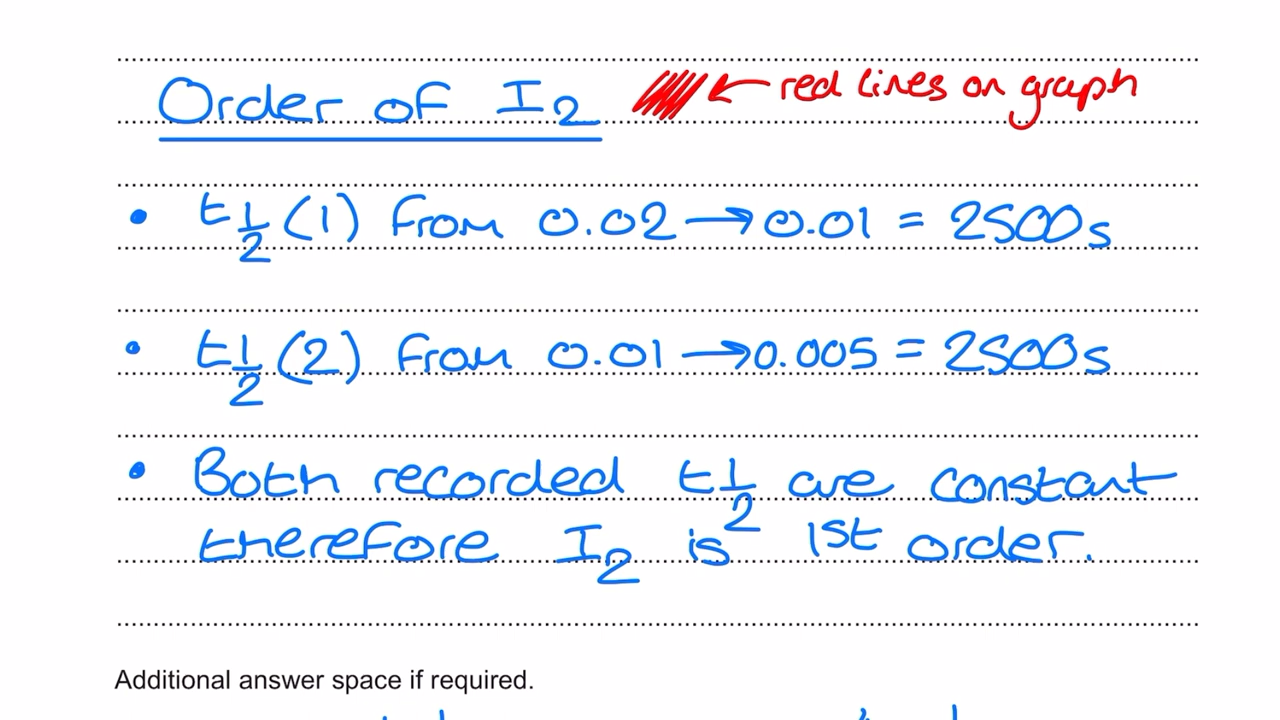 Order of I₂ ← red lines on graph
• t½ (1) from 0.02 → 0.01 = 2500s
• t½ (2) from 0.01 → 0.005 = 2500s
• Both recorded t½ are constant
therefore I₂ is 1st order.
Additional answer space if required.